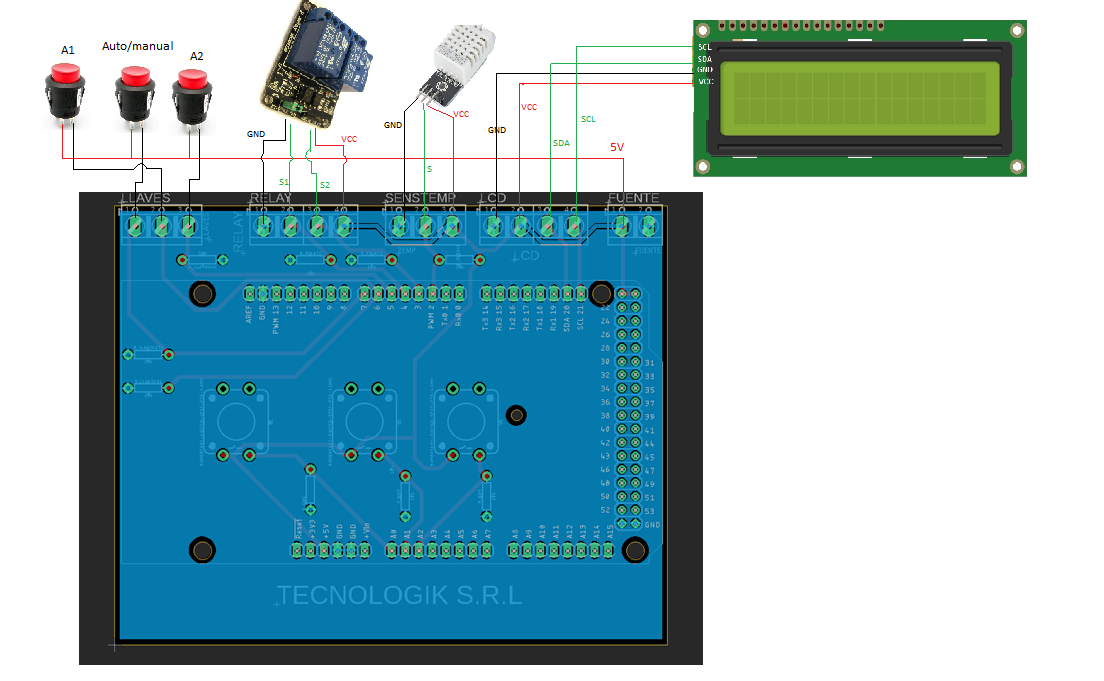 A1
Auto/manual
A2
SCL
SDA
GND
VCC
VCC
VCC
GND
GND
GND
VCC
SCL
SDA
5V
S
S1
S2
LLAVES
RELAY
SENSTEMP
LCD
FUENTE
RELAY
LCD
TEMP
FUENTE
AREF
GND
PWM 13
12
11
10
9
8
7
6
5
4
3
PWM 2
Tx0 1
Rx0
Tx3 14
Rx3 15
Tx2 16
Rx2 17
Tx1 18
Rx1 19
SDA 20
SCL 21
24
26
28
30 31
32 33
34 35
36 37
38 39
40 41
42 44
43 45
46 47
48 49
50 51
52 53
GND
Reset
+3V3
+5V
GND
GND
+Vin
A0
A1
A2
A3
A4
A5
A6
A7
A8
A9
A10
A11
A12
A13
A14
A15
TECNOLOGIK S.R.L